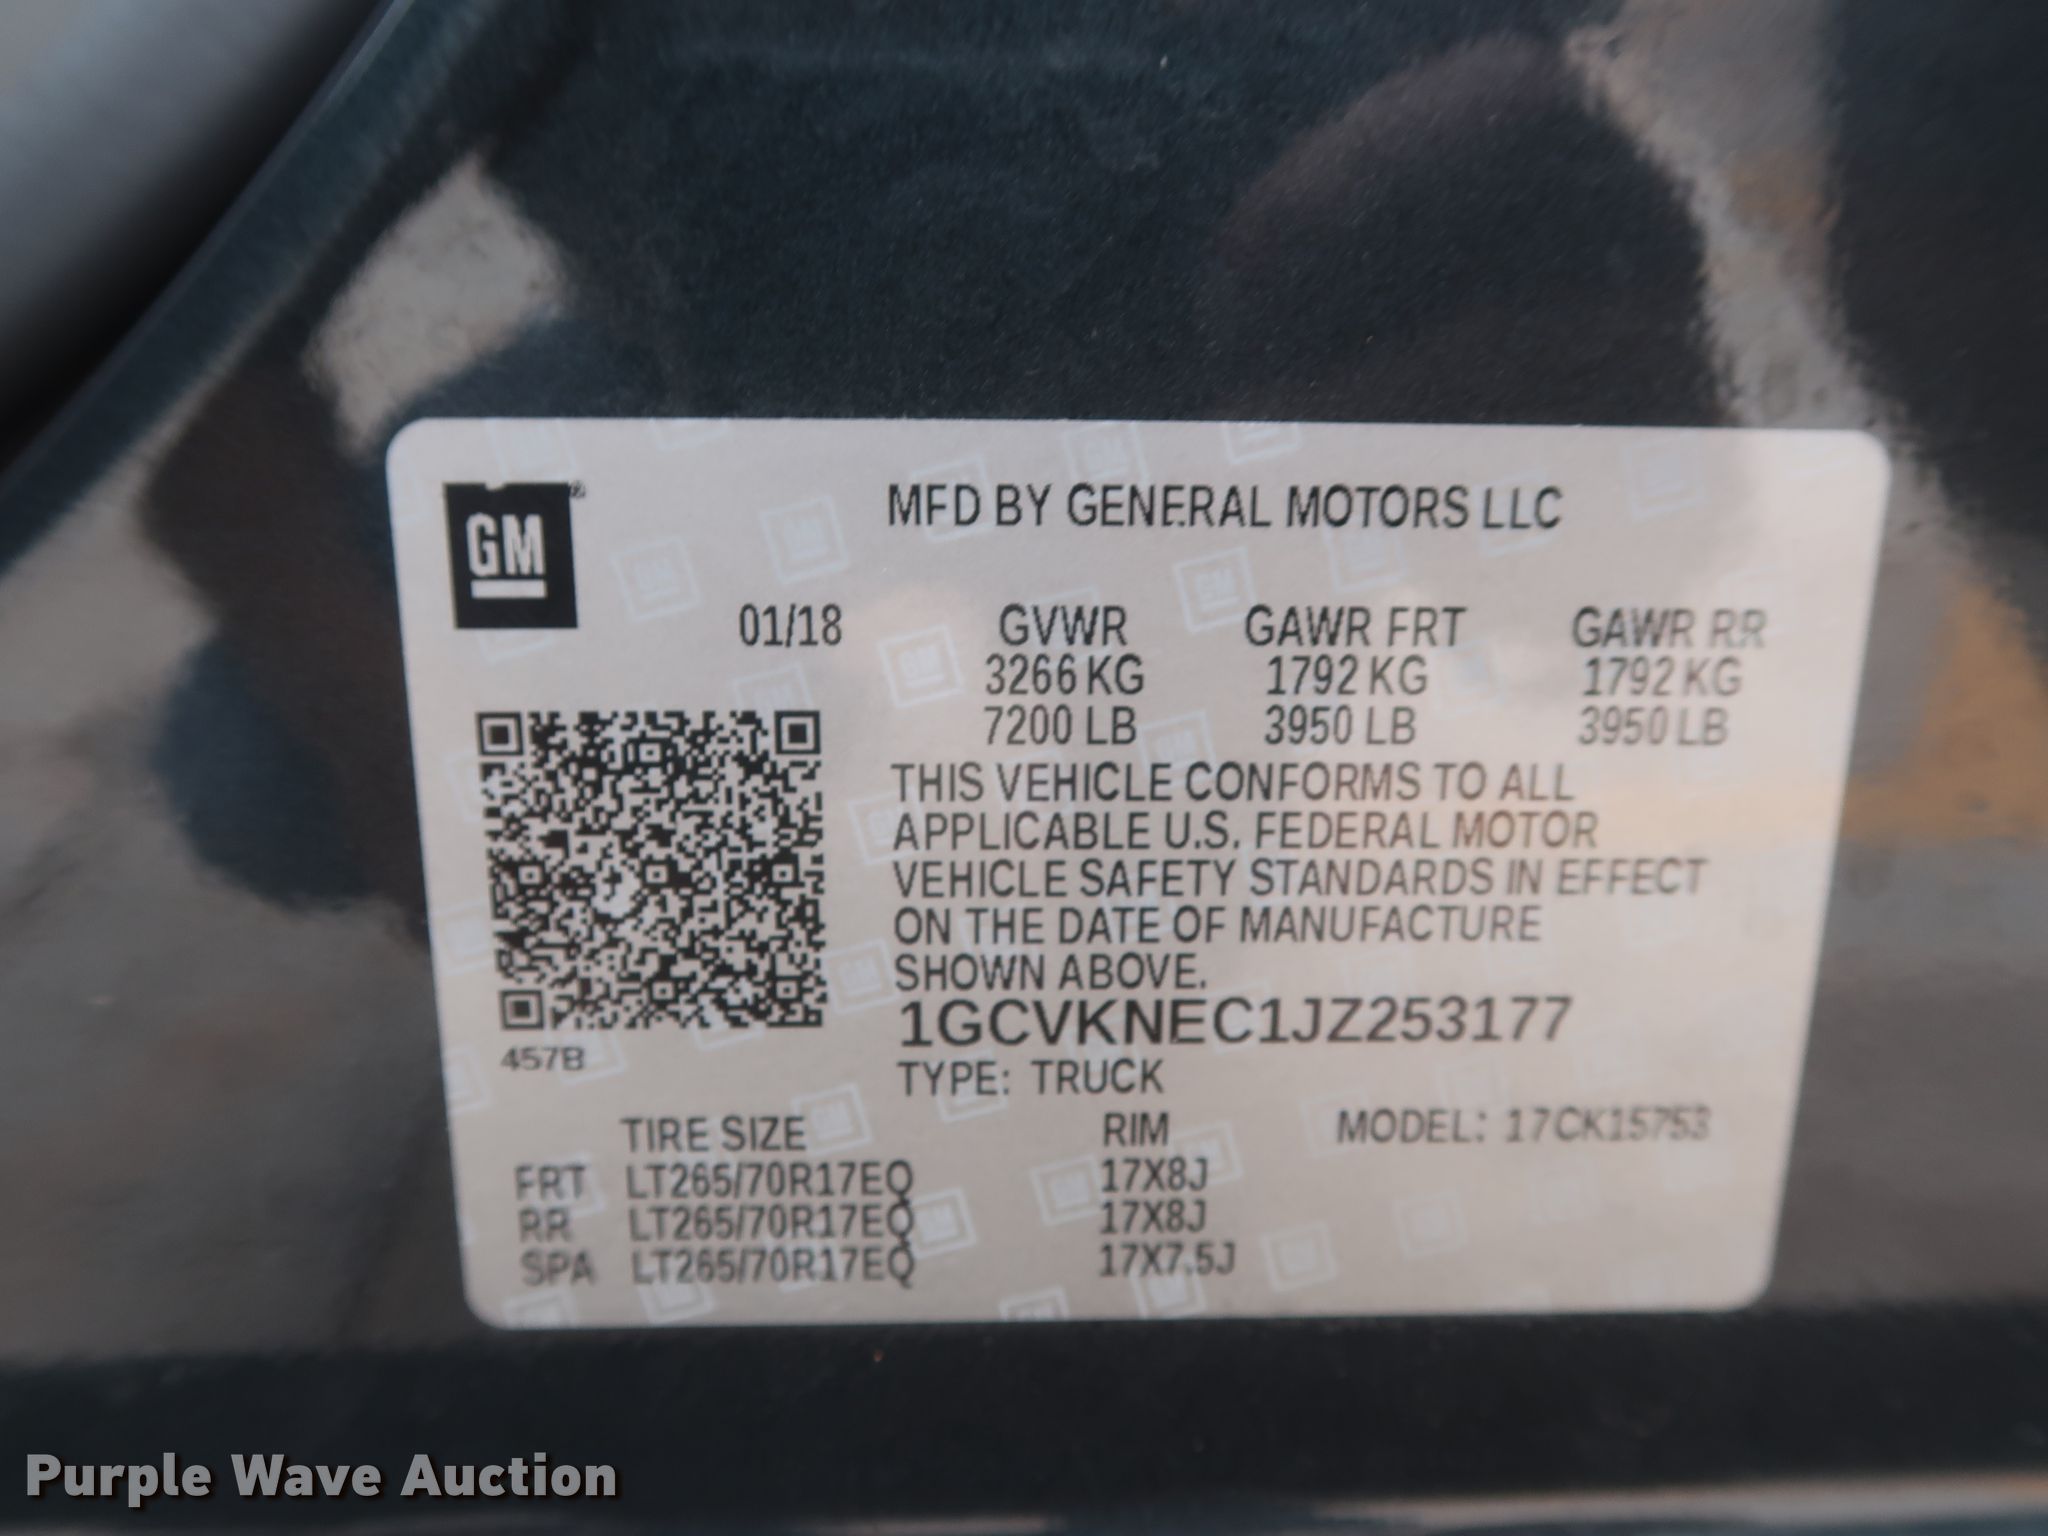 GM
MFD BY GENERAL MOTORS LLC
01/18 GVWR GAWR FRT GAWR RR
3266 KG 1792 KG 1792 KG
7200 LB 3950 LB 3950 LB
THIS VEHICLE CONFORMS TO ALL
APPLICABLE U.S. FEDERAL MOTOR
VEHICLE SAFETY STANDARDS IN EFFECT
ON THE DATE OF MANUFACTURE
SHOWN ABOVE.
1GCVKNEC1JZ253177
457B
TYPE: TRUCK
TIRE SIZE RIM MODEL: 17CK15753
FRT LT265/70R17EQ 17X8J
RR LT265/70R17EQ 17X8J
SPA LT265/70R17EQ 17X7.5J
Purple Wave Auction